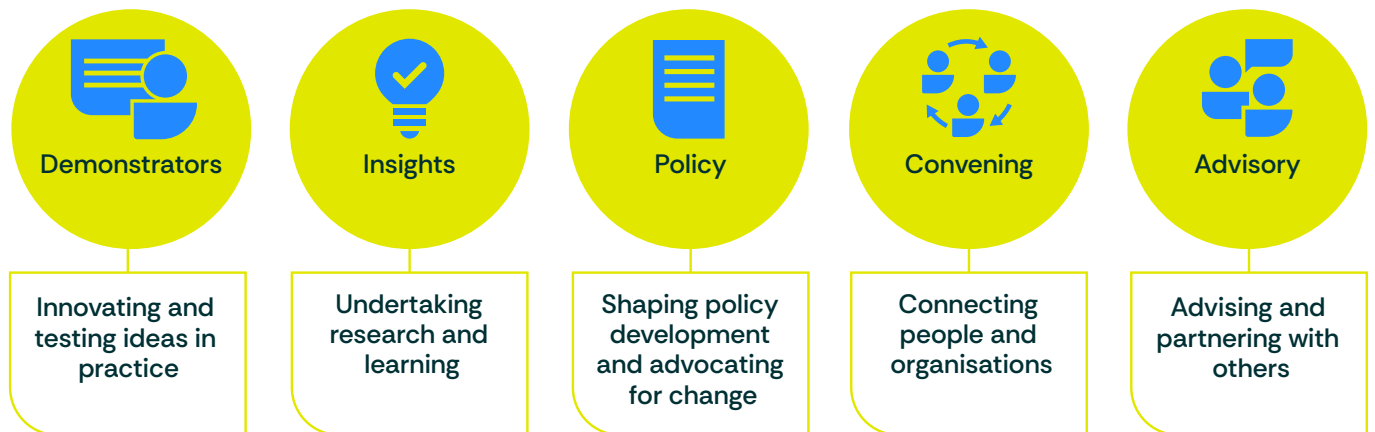 Demonstrators
Innovating and
testing ideas in
practice
Insights
Undertaking
research and
learning
Policy
Shaping policy
development
and advocating
for change
Convening
Connecting
people and
organisations
Advisory
Advising and
partnering with
others